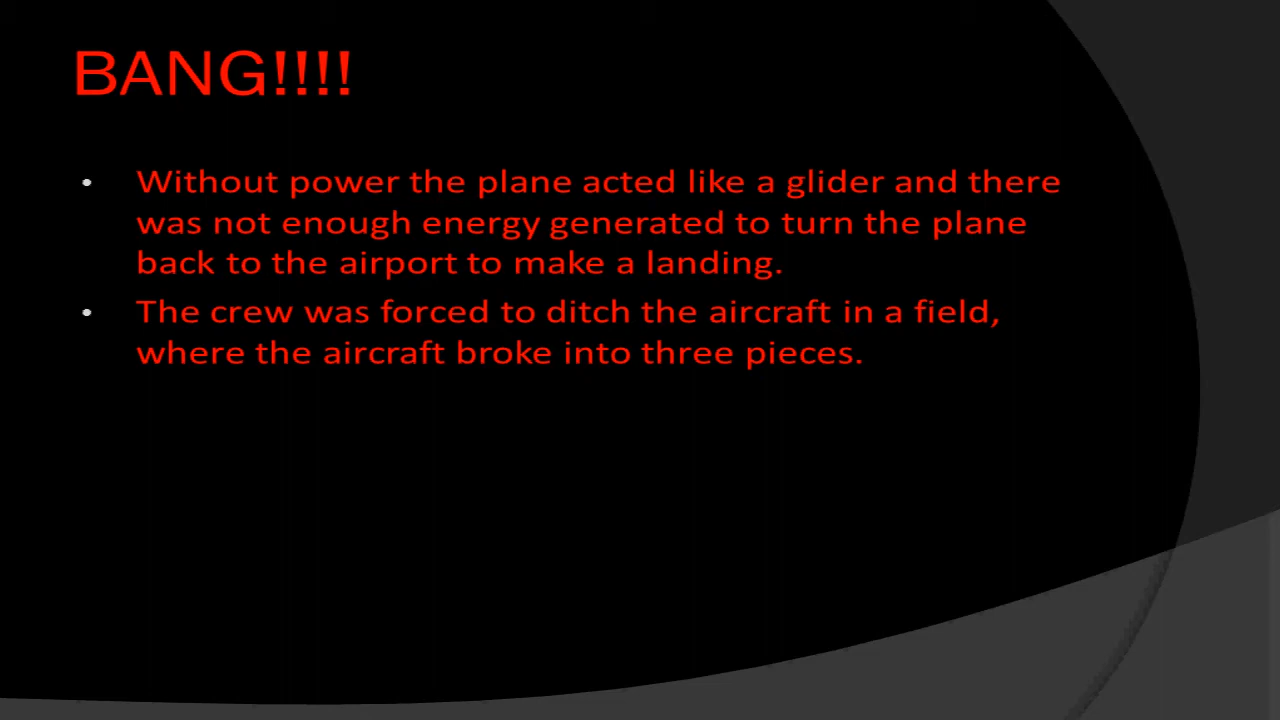 BANG!!!!
• Without power the plane acted like a glider and there
was not enough energy generated to turn the plane
back to the airport to make a landing.
• The crew was forced to ditch the aircraft in a field,
where the aircraft broke into three pieces.